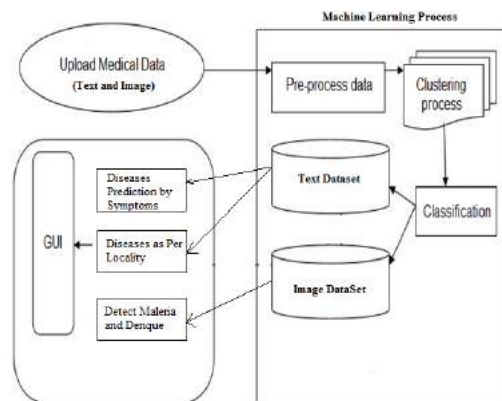 Machine Learning Process
Upload Medical Data
(Text and Image)
Pre-process data
Clustering
process
Text Dataset
Classification
Image DataSet
GUI
Diseases
Prediction by
Symptoms
Diseases as Per
Locality
Detect Maleria
and Denque